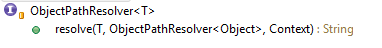 ObjectPathResolver<T>
resolve(T, ObjectPathResolver<Object>, Context) : String